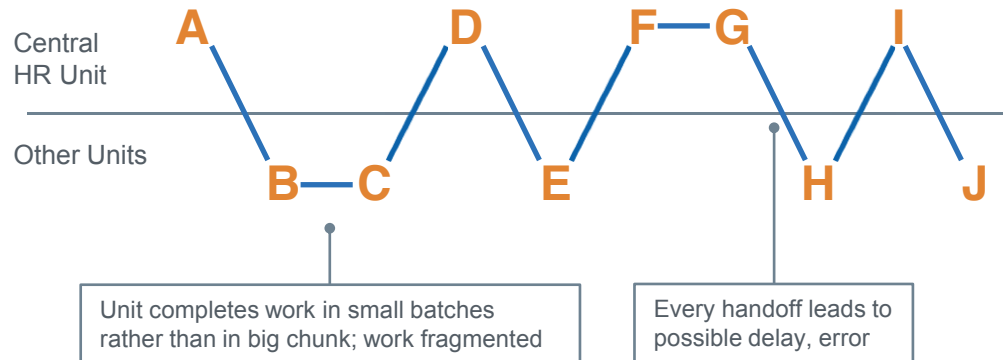 A D F G I
Central
HR Unit
Other Units
B C E H J
Unit completes work in small batches
rather than in big chunk; work fragmented
Every handoff leads to
possible delay, error